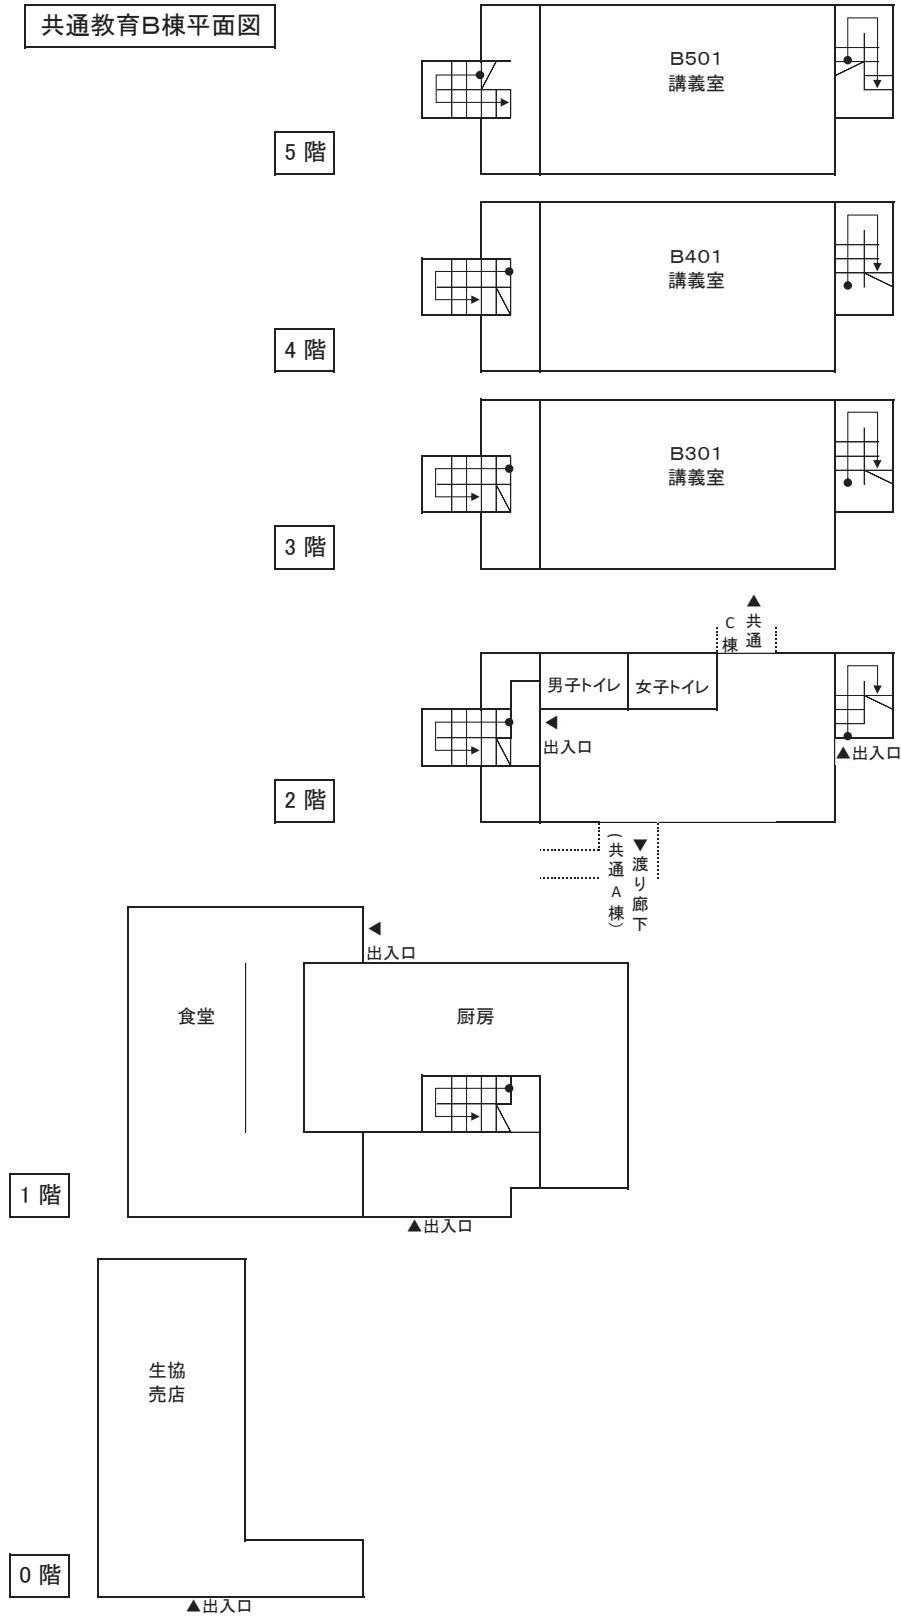 共通教育B棟平面図
B501
講義室
5 階
B401
講義室
4 階
B301
講義室
3 階
▲共通
C棟
男子トイレ
女子トイレ
◀
出入口
▲出入口
2 階
▼渡り廊下
(共通A棟)
◀
出入口
食堂
厨房
1 階
▲出入口
生協
売店
0 階
▲出入口